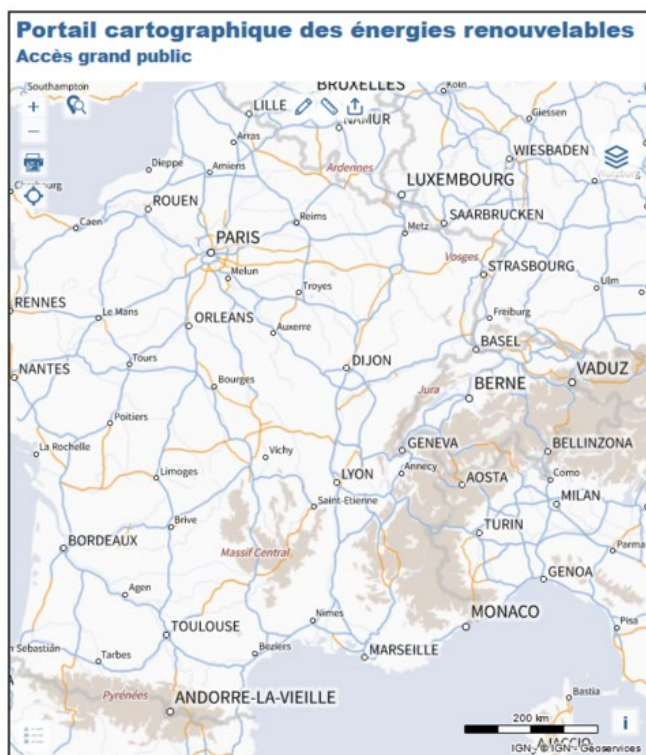 Portail cartographique des énergies renouvelables
Accès grand public
Southampton
BRUXELLES
Köln
LILLE
NAMUR
Giessen
Arras
WIESBADEN
Dieppe
Amiens
Ardennes
Cherbourg
LUXEMBOURG
Wurzburg
ROUEN
Reims
SAARBRUCKEN
Caen
Metz
PARIS
Vosges
Melun
STRASBOURG
Troyes
Ulm
RENNES
Le Mans
ORLEANS
Freiburg
Auxerre
BASEL
Tours
DIJON
NANTES
VADUZ
Bourges
Jura
BERNE
Poitiers
La Rochelle
Vichy
GENEVA
BELLINZONA
Limoges
LYON
Annecy
AOSTA
Como
Saint-Etienne
MILAN
Brive
TURIN
BORDEAUX
Massif Central
Parma
GENOA
Agen
MONACO
TOULOUSE
Nimes
Pisa
n Sebastián
Beziers
MARSEILLE
Tarbes
Pyrénées
ANDORRE-LA-VIEILLE
Bastia
200 km
i
AJACCIO
IGN - © IGN - Geoservices